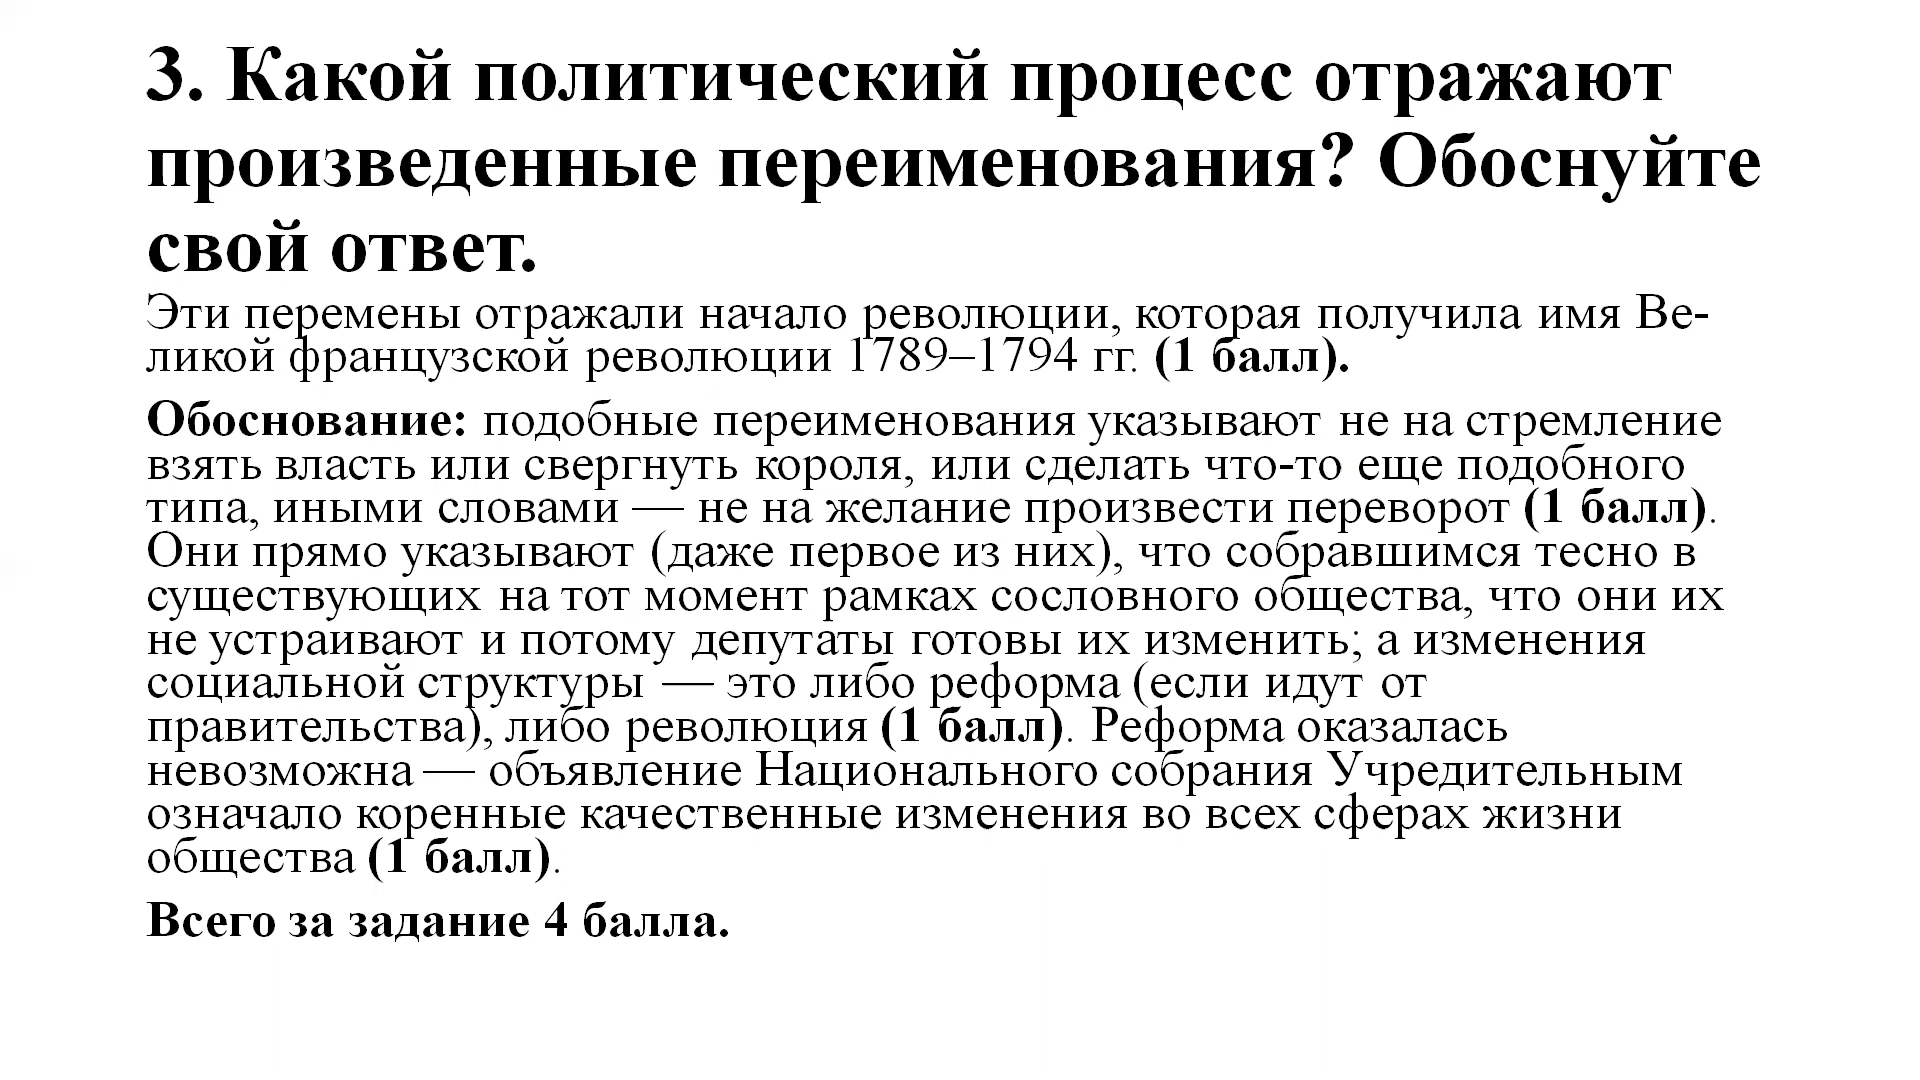 3. Какой политический процесс отражают
произведенные переименования? Обоснуйте
свой ответ.
Эти перемены отражали начало революции, которая получила имя Ве-
ликой французской революции 1789–1794 гг. (1 балл).
Обоснование: подобные переименования указывают не на стремление
взять власть или свергнуть короля, или сделать что-то еще подобного
типа, иными словами — не на желание произвести переворот (1 балл).
Они прямо указывают (даже первое из них), что собравшимся тесно в
существующих на тот момент рамках сословного общества, что они их
не устраивают и потому депутаты готовы их изменить; а изменения
социальной структуры — это либо реформа (если идут от
правительства), либо революция (1 балл). Реформа оказалась
невозможна — объявление Национального собрания Учредительным
означало коренные качественные изменения во всех сферах жизни
общества (1 балл).
Всего за задание 4 балла.